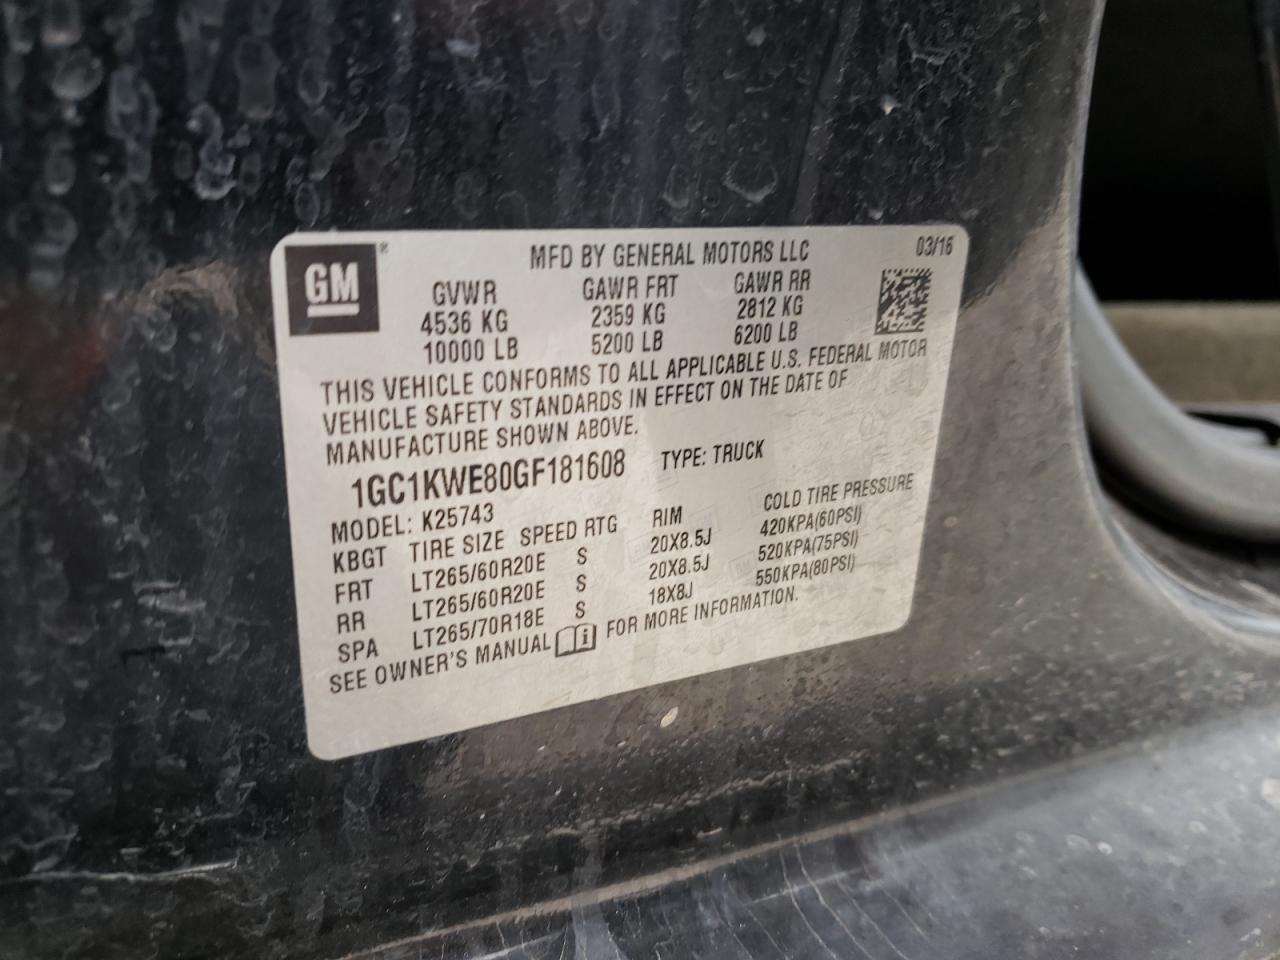 GM ®
MFD BY GENERAL MOTORS LLC 03/16
GVWR GAWR FRT GAWR RR
4536 KG 2359 KG 2812 KG
10000 LB 5200 LB 6200 LB
THIS VEHICLE CONFORMS TO ALL APPLICABLE U.S. FEDERAL MOTOR
VEHICLE SAFETY STANDARDS IN EFFECT ON THE DATE OF
MANUFACTURE SHOWN ABOVE.
1GC1KWE80GF181608 TYPE: TRUCK
MODEL: K25743
KBGT TIRE SIZE SPEED RTG RIM COLD TIRE PRESSURE
FRT LT265/60R20E S 20X8.5J 420KPA(60PSI)
RR LT265/60R20E S 20X8.5J 520KPA(75PSI)
SPA LT265/70R18E S 18X8J 550KPA(80PSI)
SEE OWNER'S MANUAL FOR MORE INFORMATION.